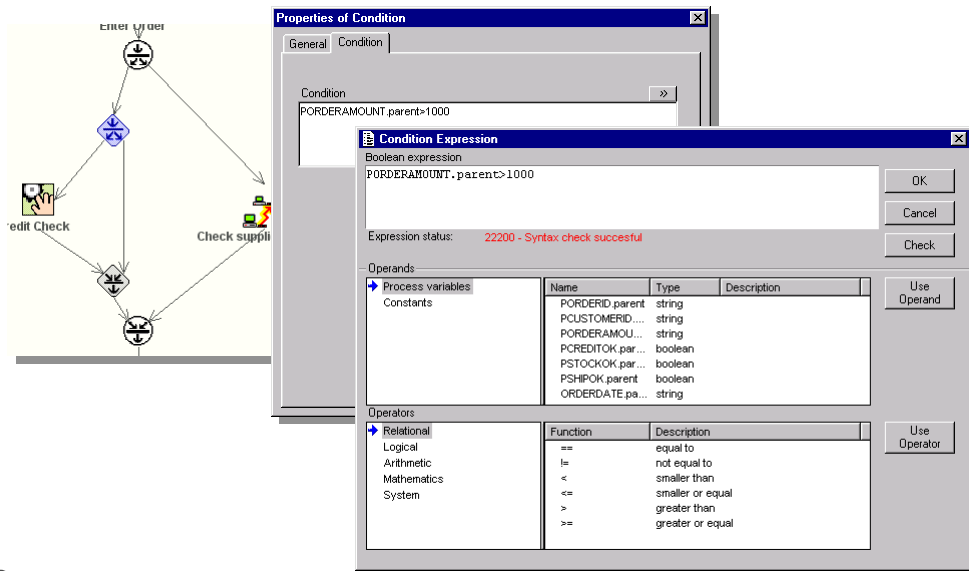 Enter Order
edit Check
Check suppli
Properties of Condition
General
Condition
Condition
»
PORDERAMOUNT.parent>1000
Condition Expression
Boolean expression
PORDERAMOUNT.parent>1000
OK
Cancel
Expression status:
22200 - Syntax check succesful
Check
Operands
Process variables
Constants
Name Type Description
PORDERID.parent string
PCUSTOMERID.... string
PORDERAMOU... string
PCREDITOK.par... boolean
PSTOCKOK.par... boolean
PSHIPOK.parent boolean
ORDERDATE.pa... string
Use
Operand
Operators
Relational
Logical
Arithmetic
Mathematics
System
Function Description
== equal to
!= not equal to
< smaller than
<= smaller or equal
> greater than
>= greater or equal
Use
Operator